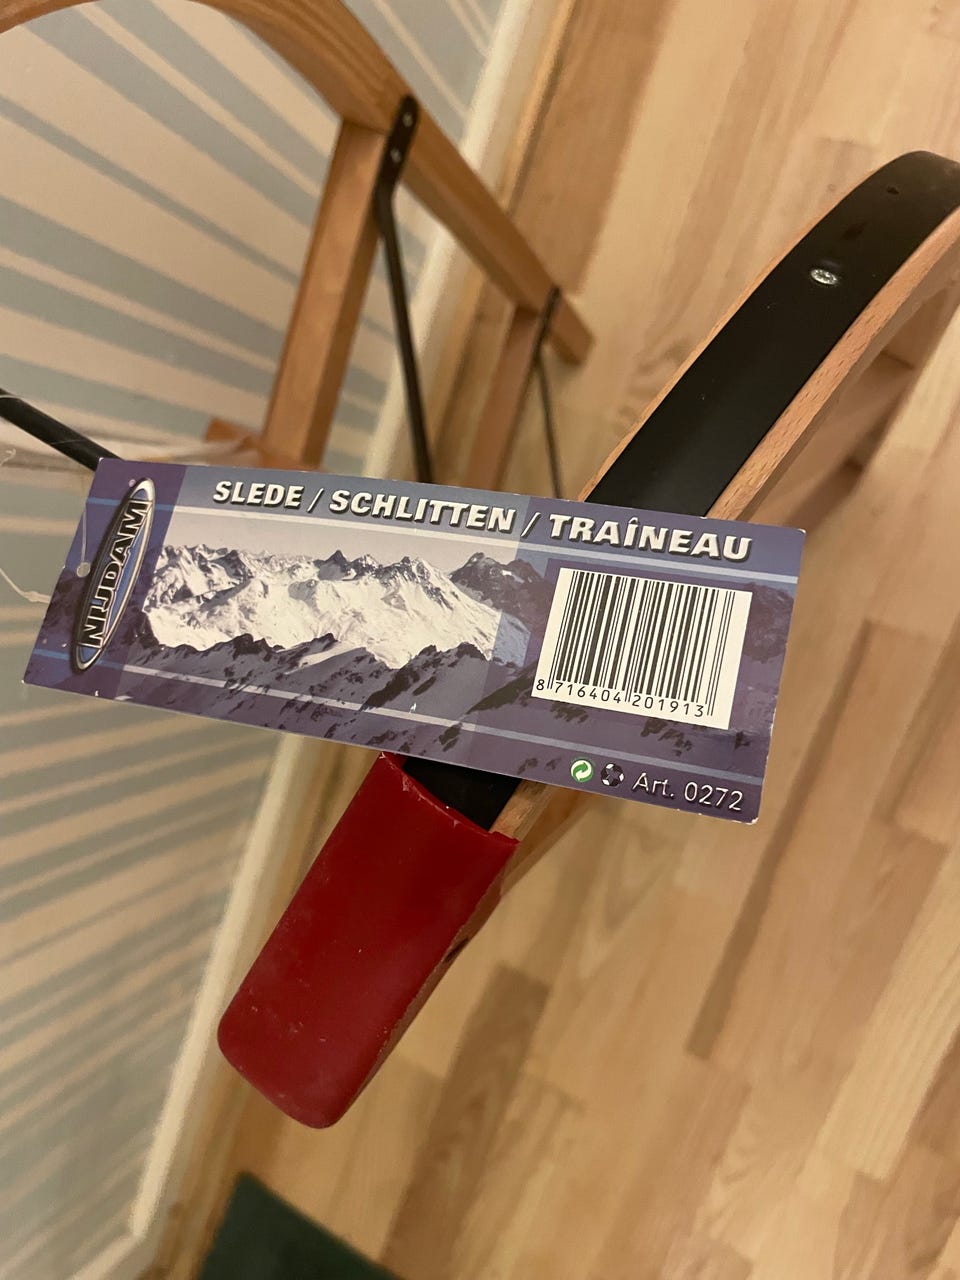 NIJDAM
SLEDE / SCHLITTEN / TRAÎNEAU
8 716404 201913
Art. 0272